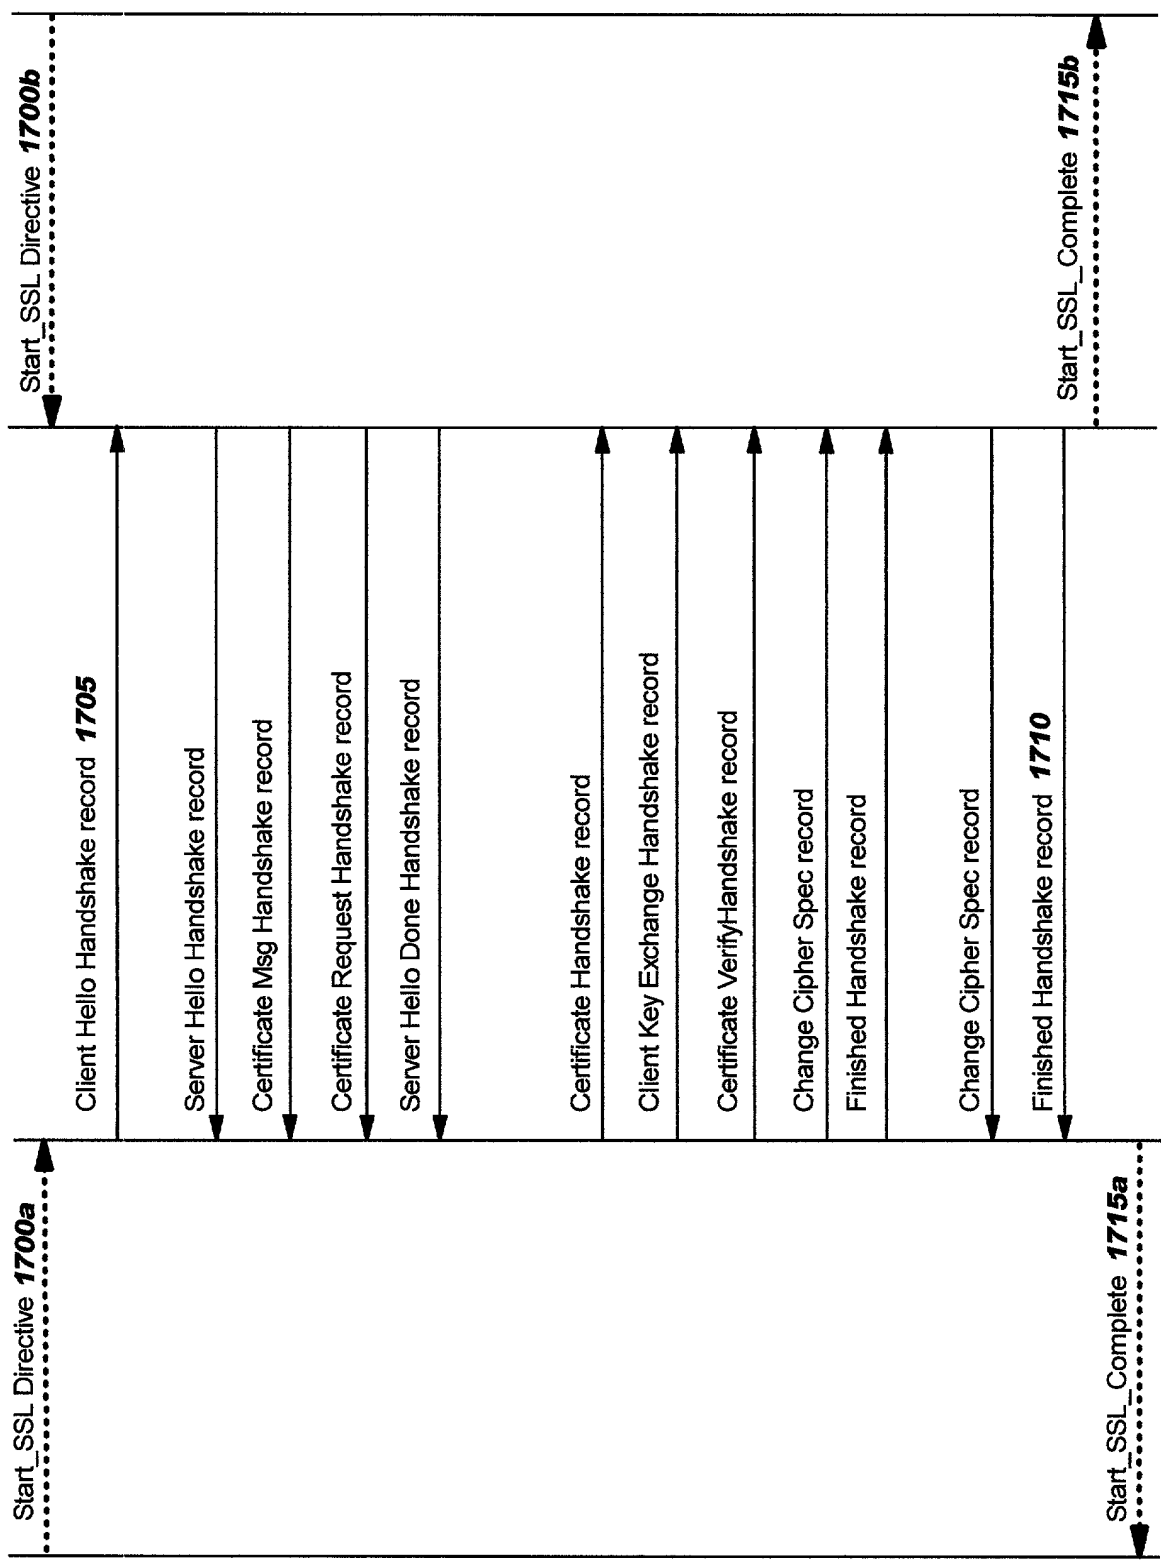 Start_SSL Directive 1700a
Start_SSL Directive 1700b
Client Hello Handshake record 1705
Server Hello Handshake record
Certificate Msg Handshake record
Certificate Request Handshake record
Server Hello Done Handshake record
Certificate Handshake record
Client Key Exchange Handshake record
Certificate VerifyHandshake record
Change Cipher Spec record
Finished Handshake record
Change Cipher Spec record
Finished Handshake record 1710
Start_SSL_Complete 1715b
Start_SSL_Complete 1715a